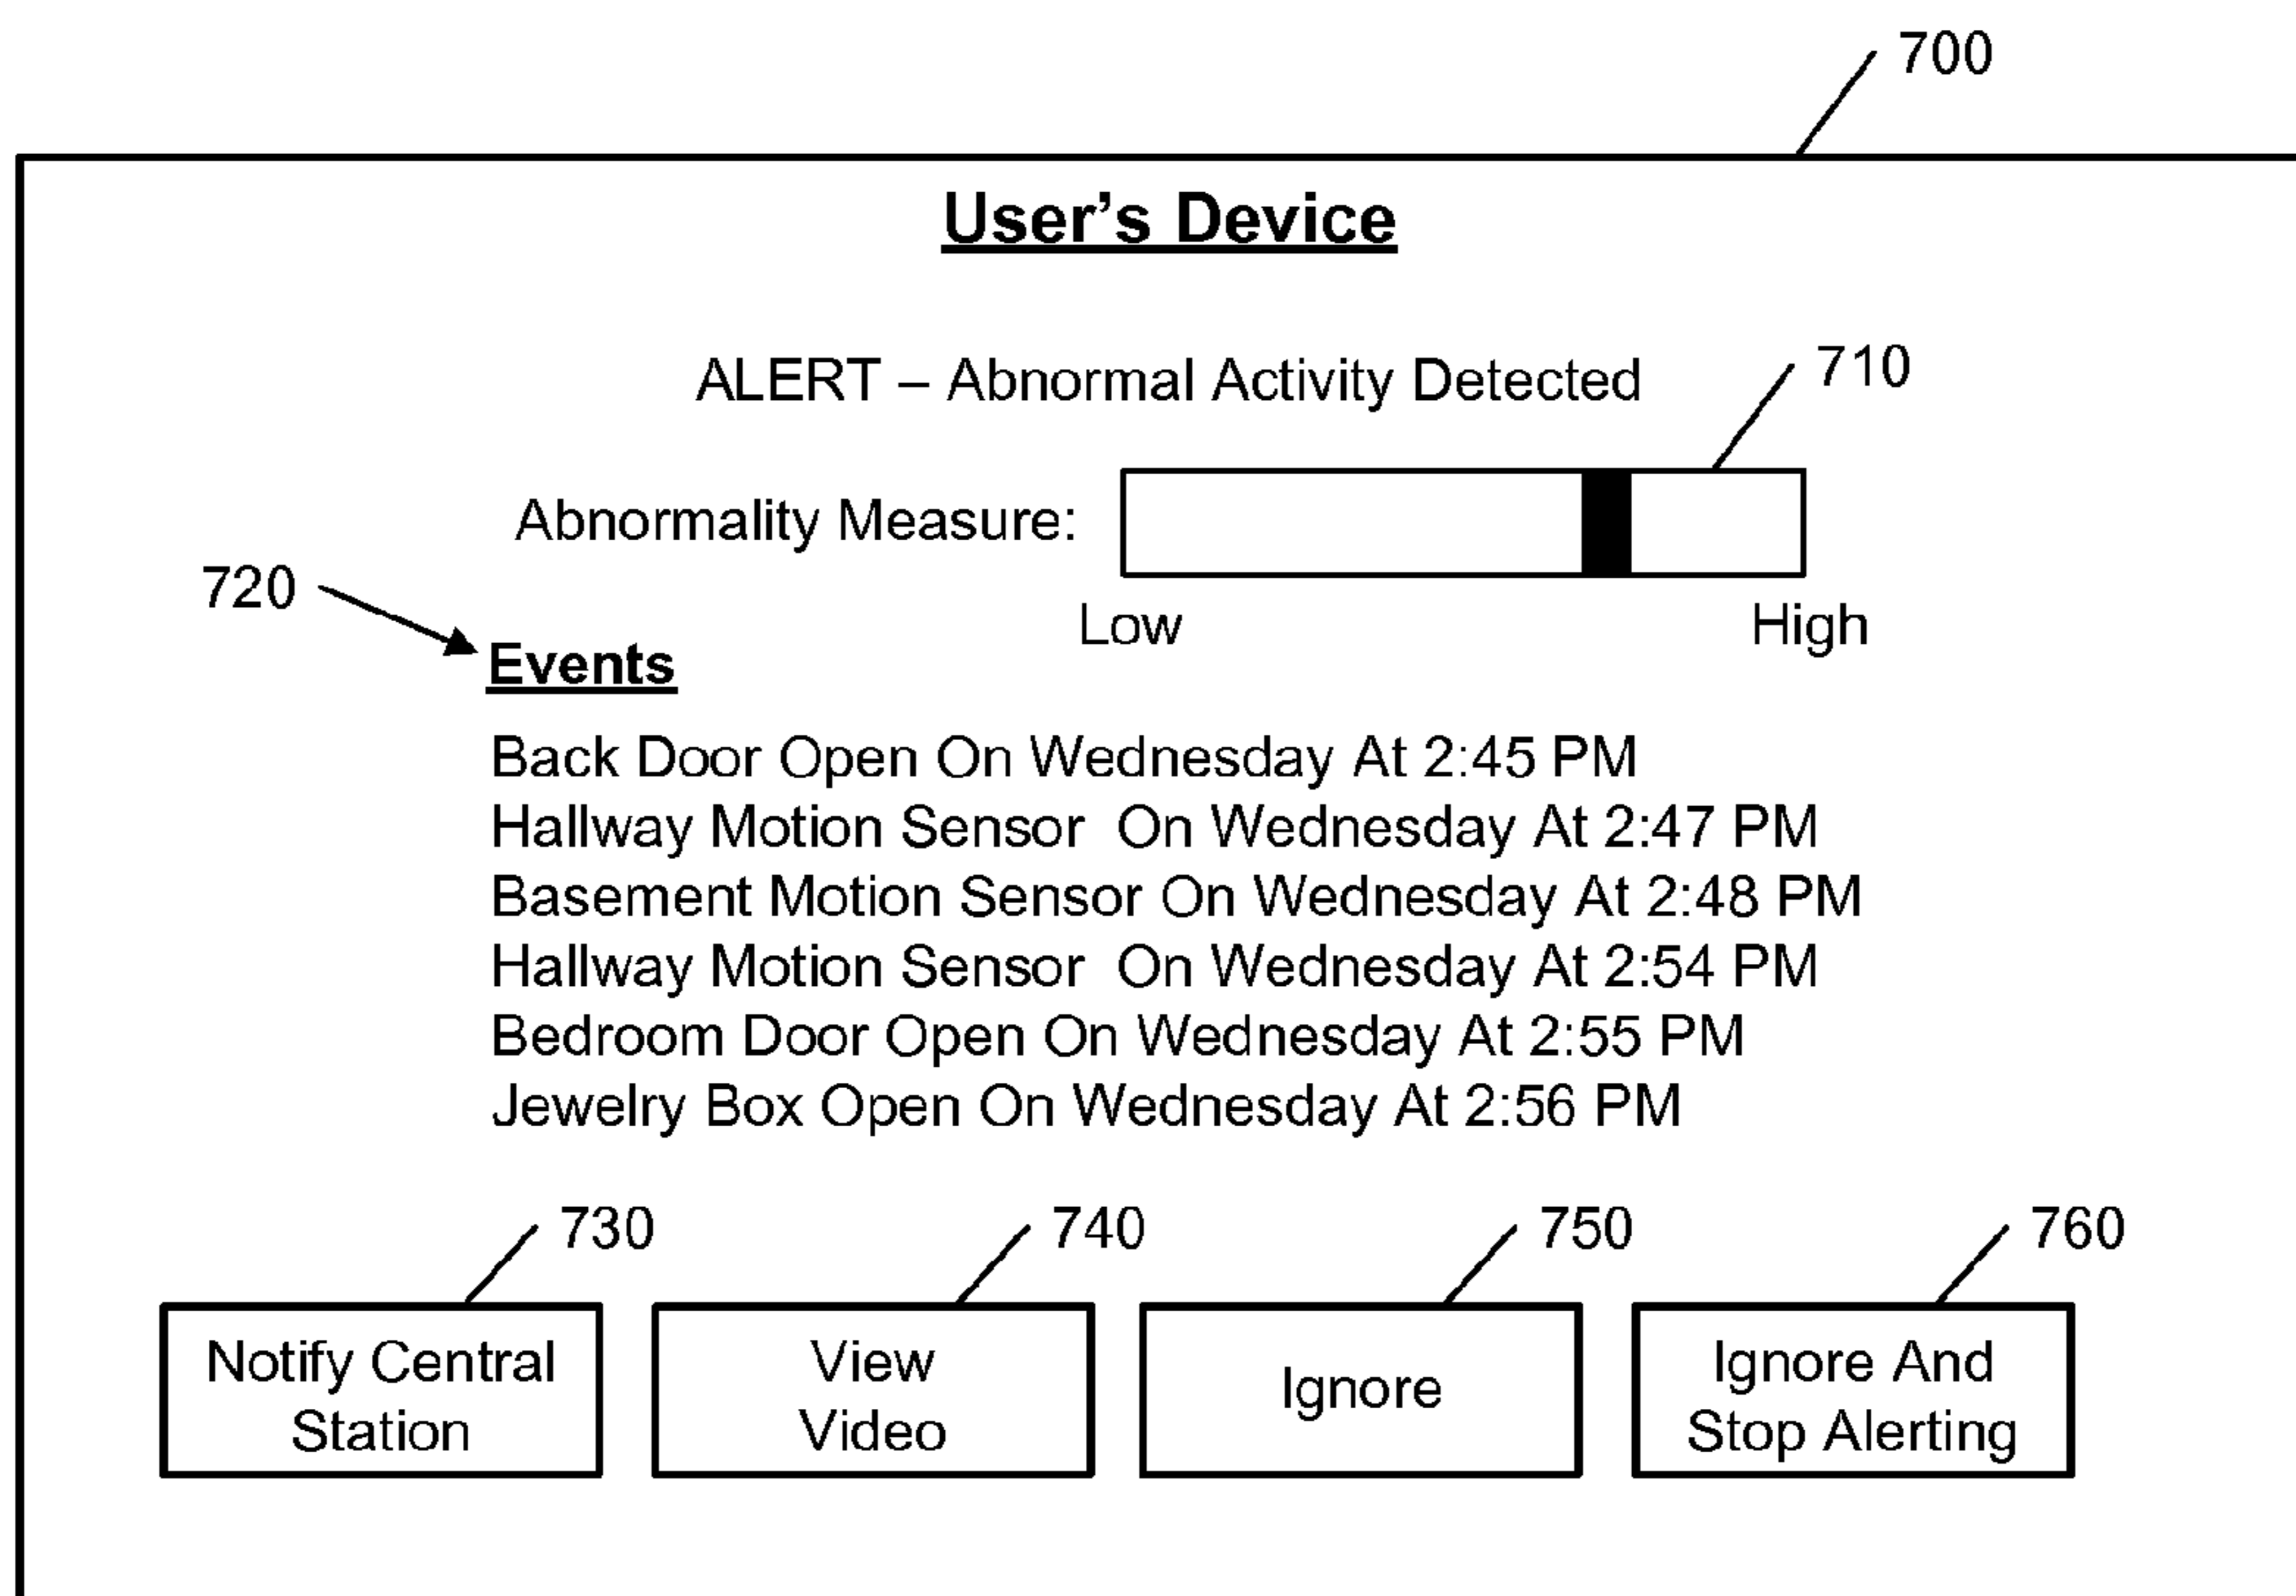 700
User's Device
ALERT – Abnormal Activity Detected
710
Abnormality Measure:
720
Low High
Events
Back Door Open On Wednesday At 2:45 PM
Hallway Motion Sensor On Wednesday At 2:47 PM
Basement Motion Sensor On Wednesday At 2:48 PM
Hallway Motion Sensor On Wednesday At 2:54 PM
Bedroom Door Open On Wednesday At 2:55 PM
Jewelry Box Open On Wednesday At 2:56 PM
730 740 750 760
Notify Central
Station
View
Video
Ignore
Ignore And
Stop Alerting